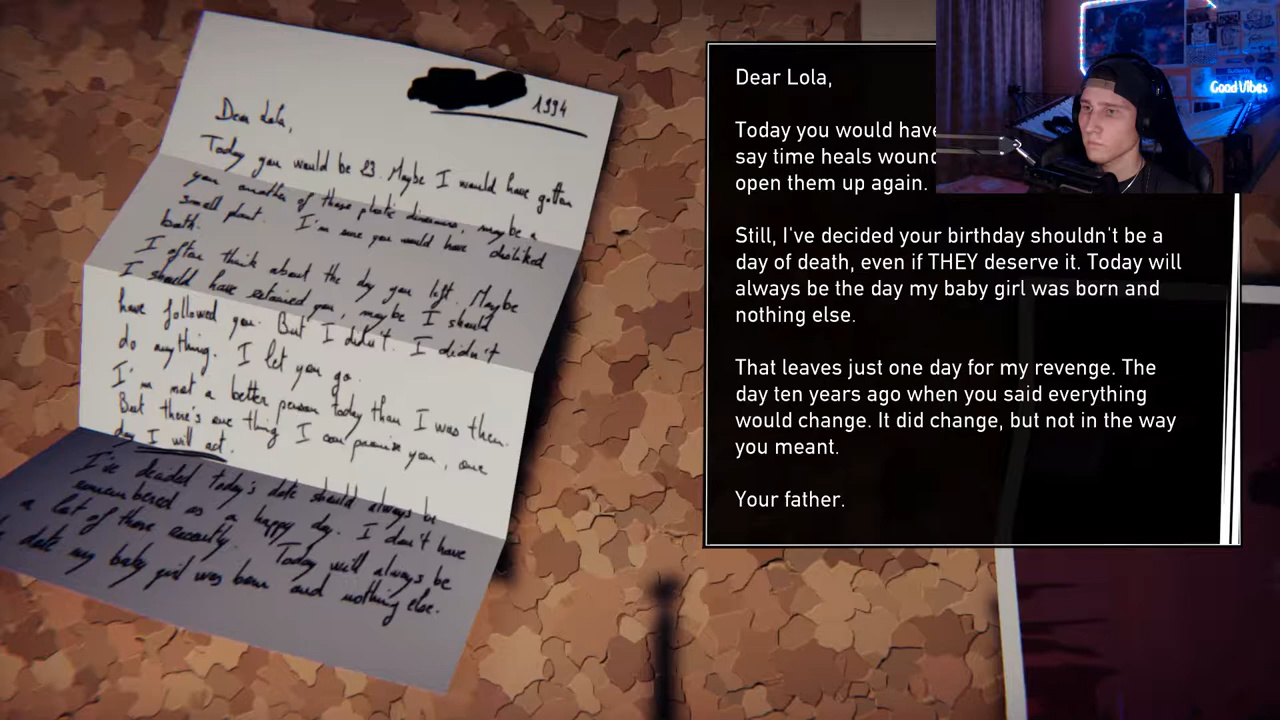 1994
Dear Lola,
Today you would be 23. Maybe I would have gotten
you another of those plastic dinosaurs, maybe a
small plant. I'm sure you would have disliked
both.
I often think about the day you left. Maybe
I should have retained you, maybe I should
have followed you. But I didn't. I didn't
do anything. I let you go.
I'm not a better person today than I was then.
But there's one thing I can promise you, one
day I will act.
I've decided today's date should always be
remembered as a happy day. I don't have
a lot of those recently. Today will always be
date my baby girl was born and nothing else.
Dear Lola,
Today you would have
say time heals
open them up again.
Still, I've decided your birthday shouldn't be a
day of death, even if THEY deserve it. Today will
always be the day my baby girl was born and
nothing else.
That leaves just one day for my revenge. The
day ten years ago when you said everything
would change. It did change, but not in the way
you meant.
Your father.
Good Vibes